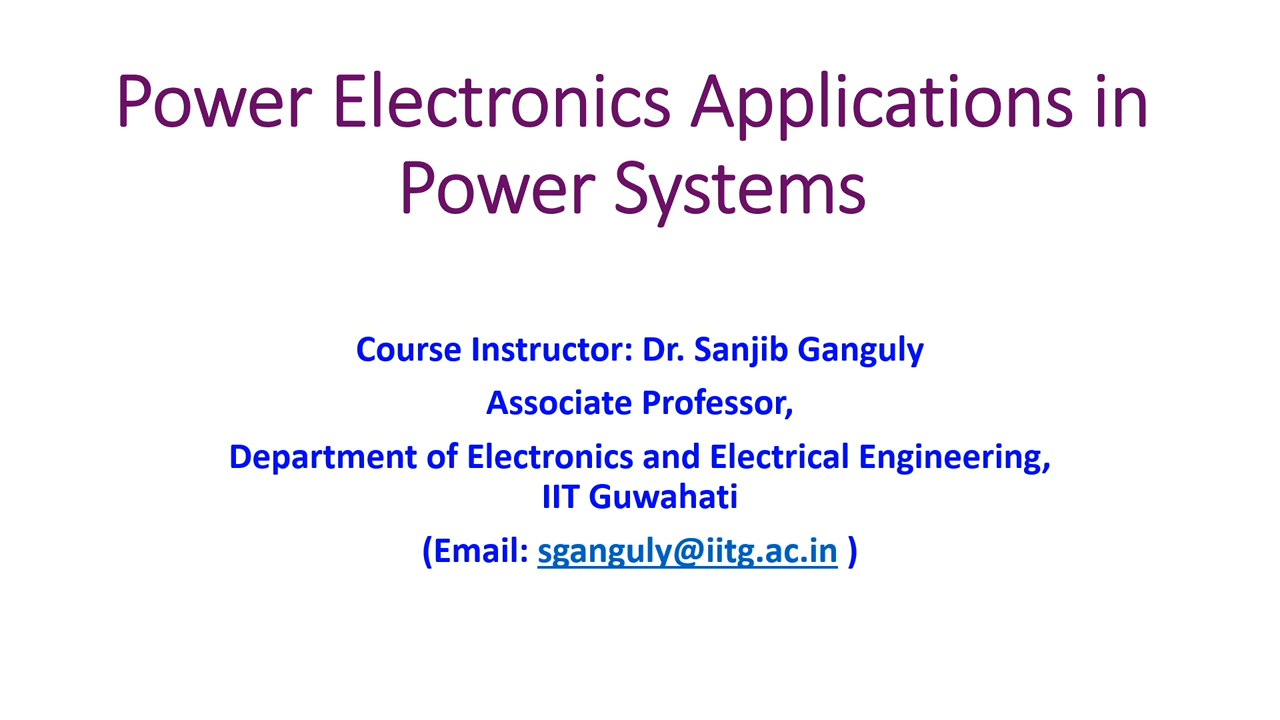 Power Electronics Applications in
Power Systems
Course Instructor: Dr. Sanjib Ganguly
Associate Professor,
Department of Electronics and Electrical Engineering,
IIT Guwahati
(Email: sganguly@iitg.ac.in )